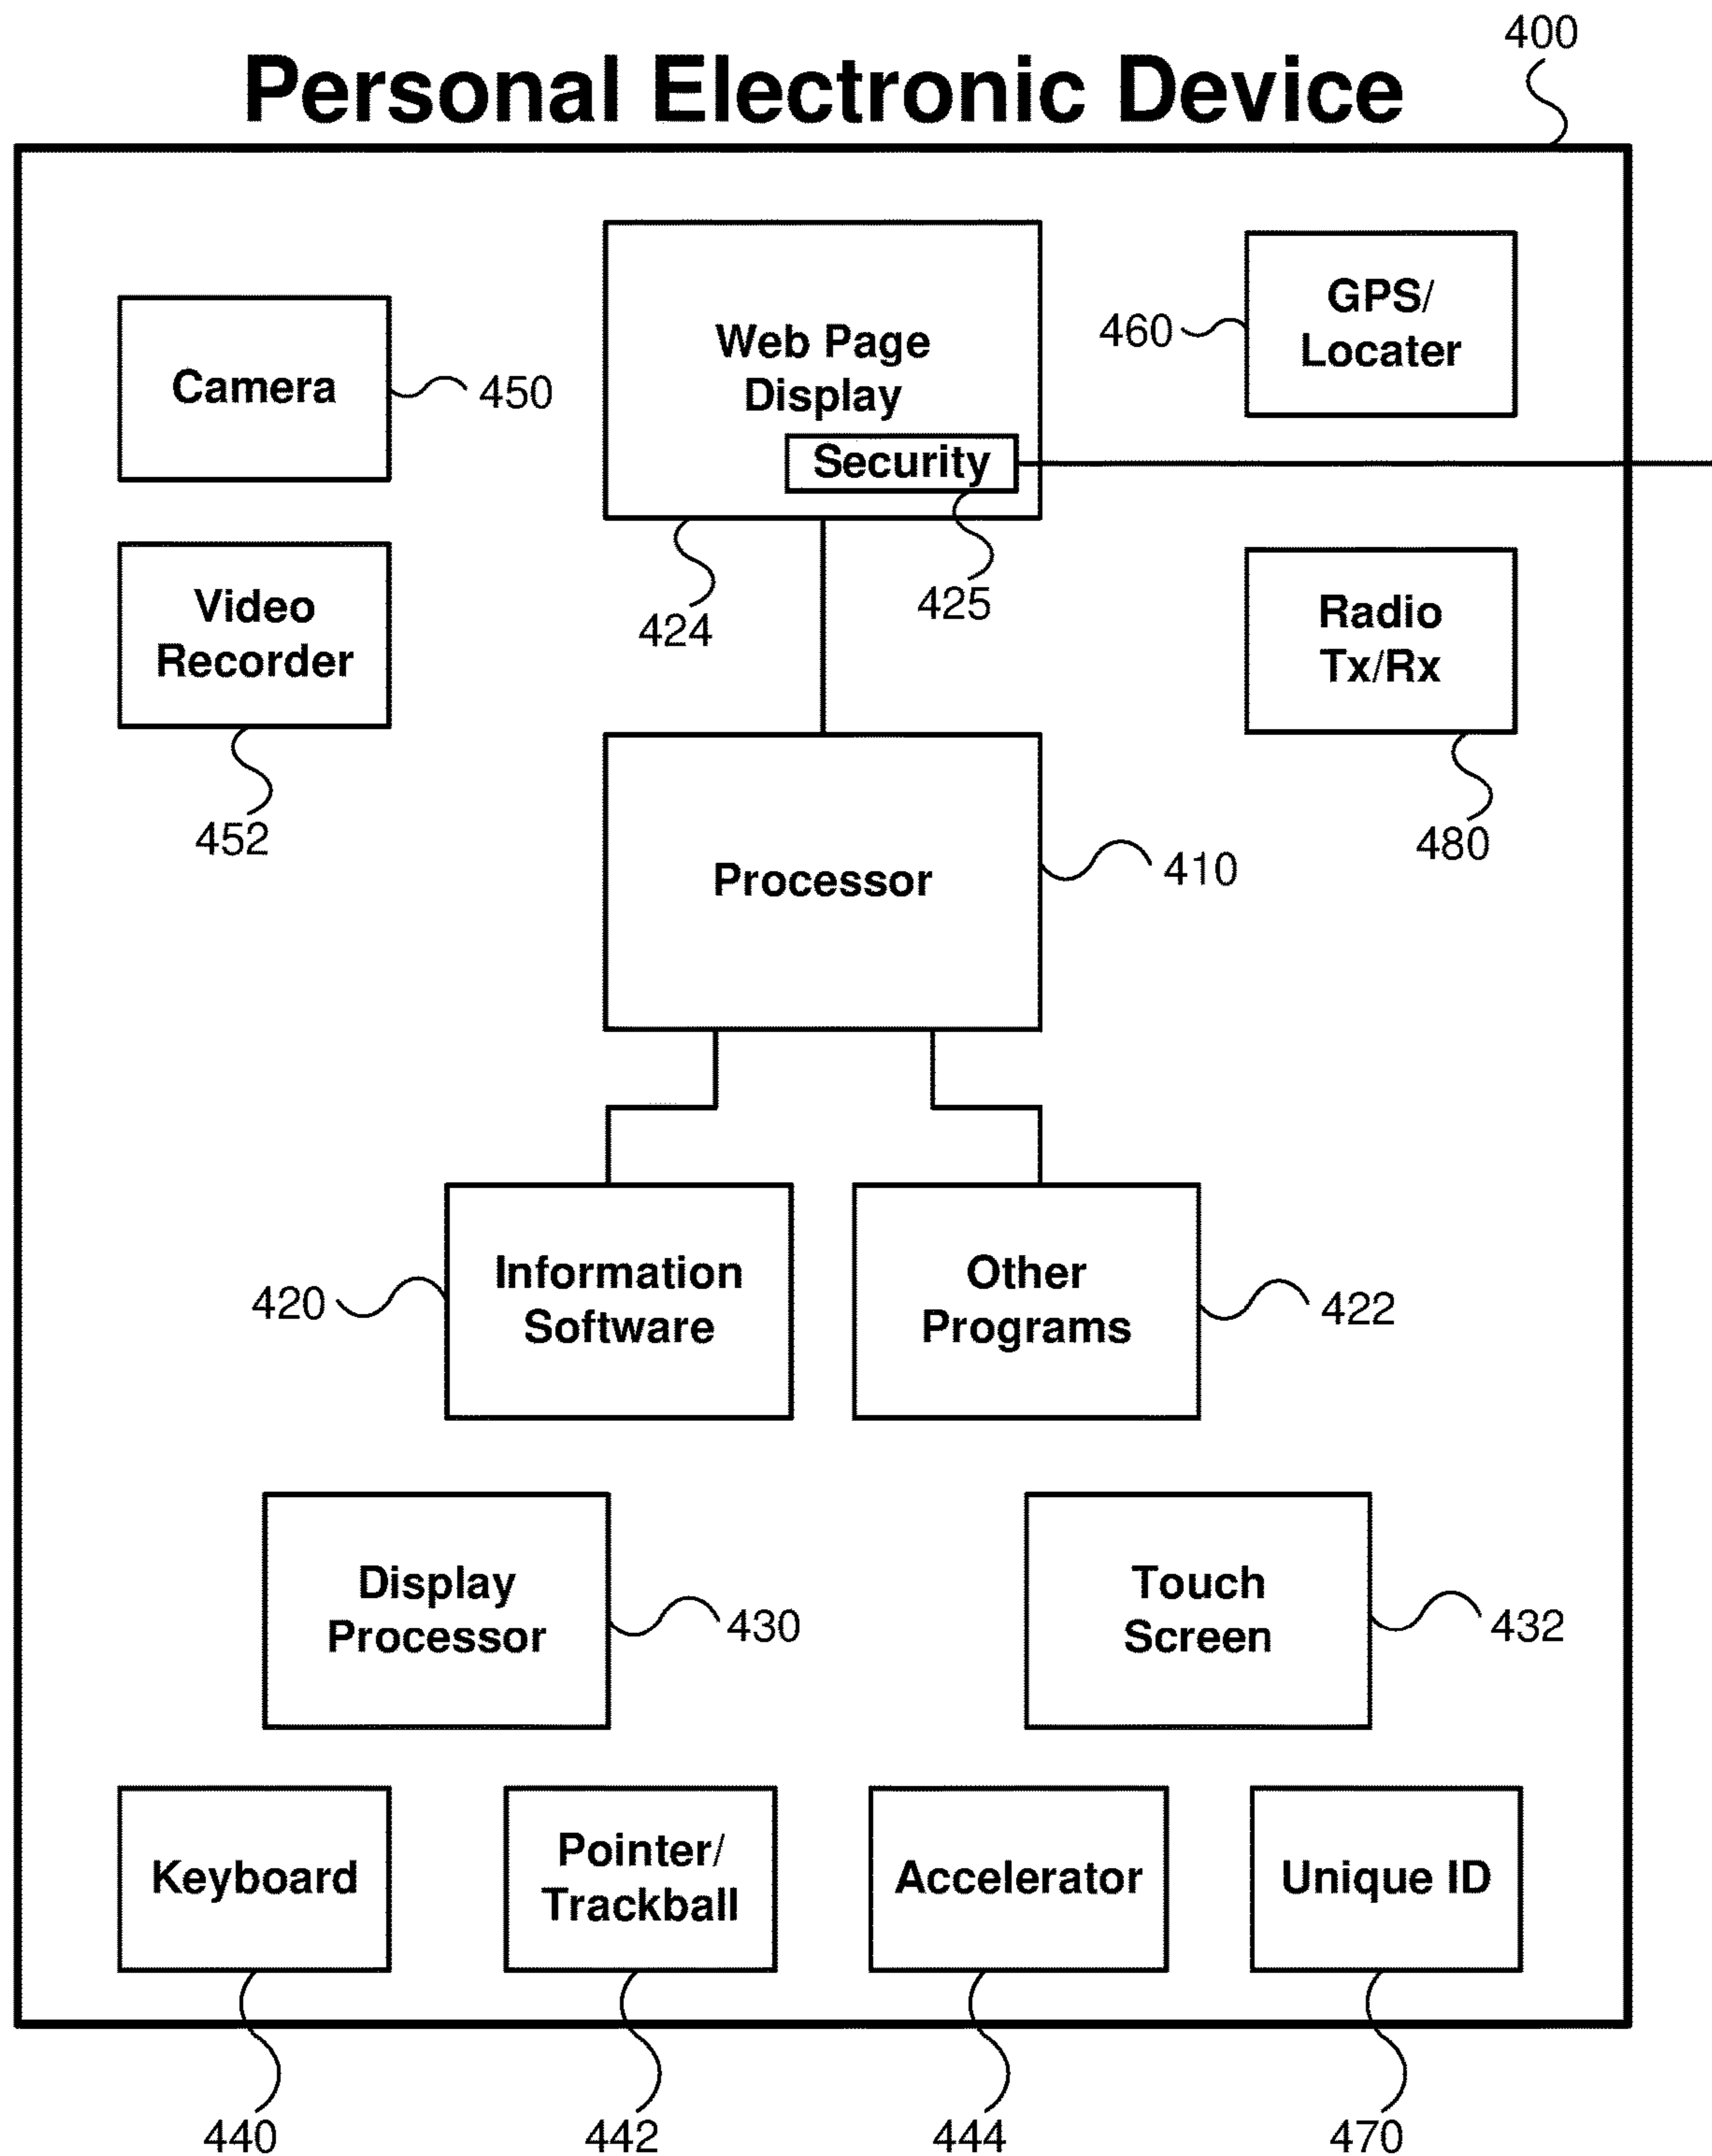 400
Personal Electronic Device
Camera
450
Web Page
Display
Security
424
425
GPS/
Locater
460
Video
Recorder
452
Radio
Tx/Rx
480
Processor
410
Information
Software
420
Other
Programs
422
Display
Processor
430
Touch
Screen
432
Keyboard
Pointer/
Trackball
Accelerator
Unique ID
440
442
444
470